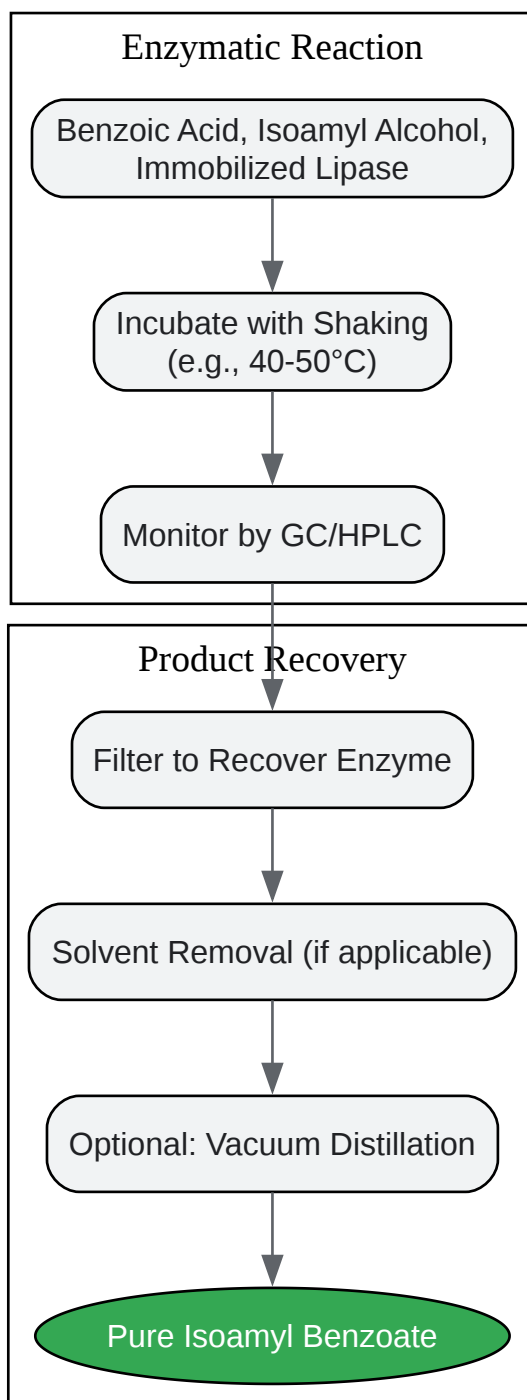 Enzymatic Reaction
Benzoic Acid, Isoamyl Alcohol,
Immobilized Lipase
Incubate with Shaking
(e.g., 40-50°C)
Monitor by GC/HPLC
Product Recovery
Filter to Recover Enzyme
Solvent Removal (if applicable)
Optional: Vacuum Distillation
Pure Isoamyl Benzoate